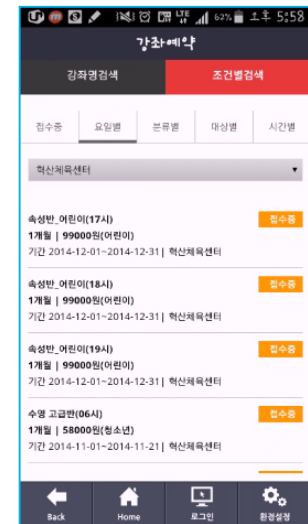 LTE 62% 오후 5:58
강좌예약
강좌명검색 조건별검색
접수중 요일별 분류별 대상별 시간별
혁산체육센터
속성반_어린이(17시) 접수중
1개월 | 99000원(어린이)
기간 2014-12-01~2014-12-31| 혁산체육센터
속성반_어린이(18시) 접수중
1개월 | 99000원(어린이)
기간 2014-12-01~2014-12-31| 혁산체육센터
속성반_어린이(19시) 접수중
1개월 | 99000원(어린이)
기간 2014-12-01~2014-12-31| 혁산체육센터
수영 고급반(06시) 접수중
1개월 | 58000원(청소년)
기간 2014-11-01~2014-11-21| 혁산체육센터
Back Home 로그인 환경설정